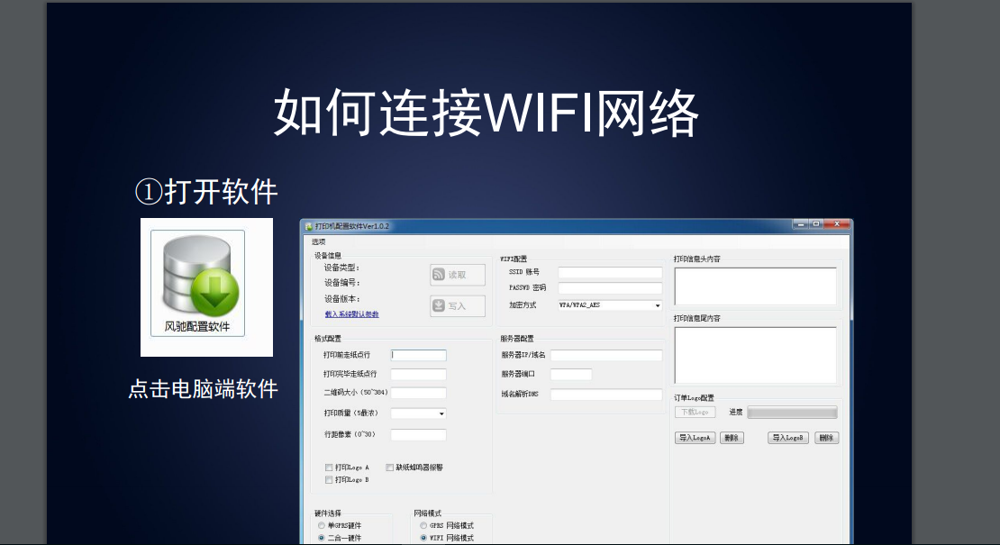 如何连接WIFI网络
①打开软件
风驰配置软件
点击电脑端软件
打印机配置软件Ver1.0.2
选项
设备信息
设备类型：
设备编号：
设备版本：
载入系统默认参数
读取
写入
WIFI配置
SSID 账号
PASSWD 密码
加密方式
WPA/WPA2_AES
打印信息头内容
打印信息尾内容
格式配置
打印前走纸点行
打印完毕走纸点行
二维码大小（50~384）
打印质量（5最浓）
行距像素（0~30）
打印Logo A
缺纸蜂鸣器报警
打印Logo B
服务器配置
服务器IP/域名
服务器端口
域名解析DNS
订单Logo配置
下载Logo
进度
导入LogoA
删除
导入LogoB
删除
硬件选择
单GPRS硬件
二合一硬件
网络模式
GPRS 网络模式
WIFI 网络模式